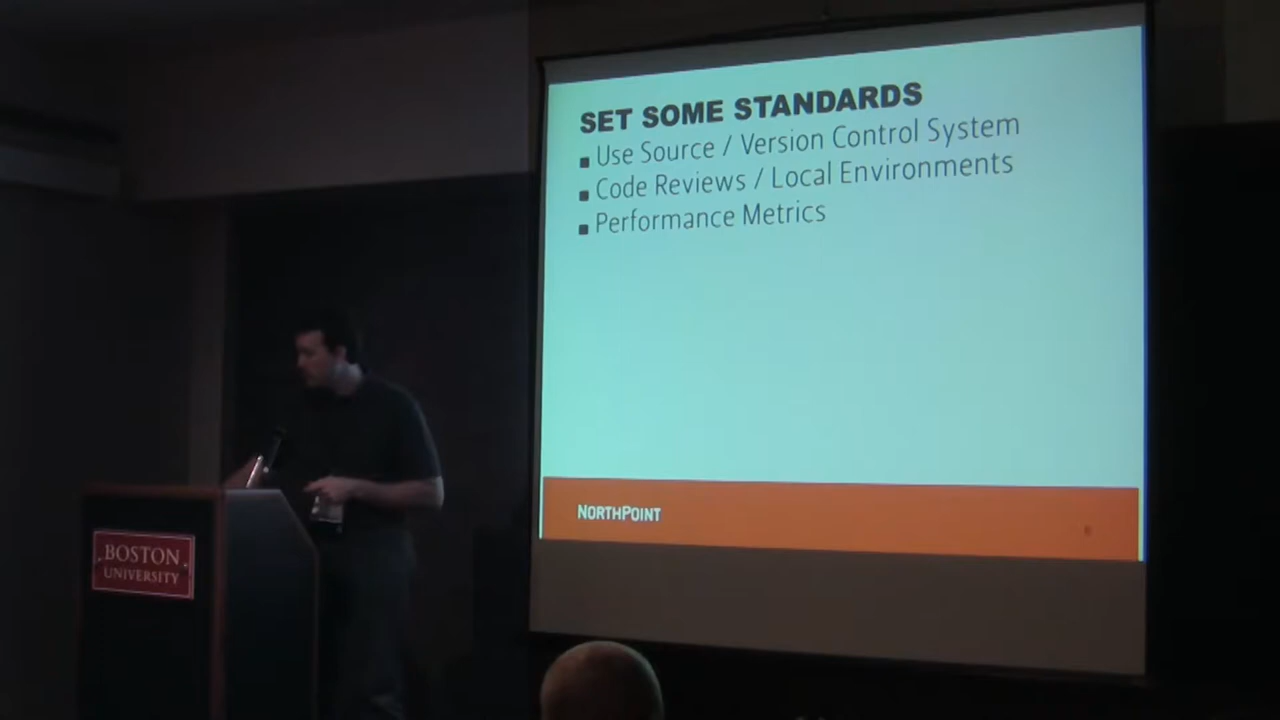 SET SOME STANDARDS
▪ Use Source / Version Control System
▪ Code Reviews / Local Environments
▪ Performance Metrics
NORTHPOINT
BOSTON
UNIVERSITY